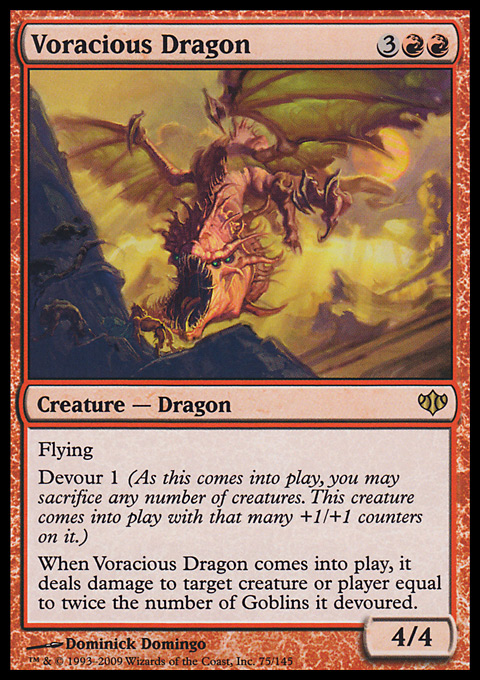 Voracious Dragon 3
Creature — Dragon
Flying
Devour 1 (As this comes into play, you may
sacrifice any number of creatures. This creature
comes into play with that many +1/+1 counters
on it.)
When Voracious Dragon comes into play, it
deals damage to target creature or player equal
to twice the number of Goblins it devoured.
Dominick Domingo
4/4
™ & © 1993–2009 Wizards of the Coast, Inc. 75/145